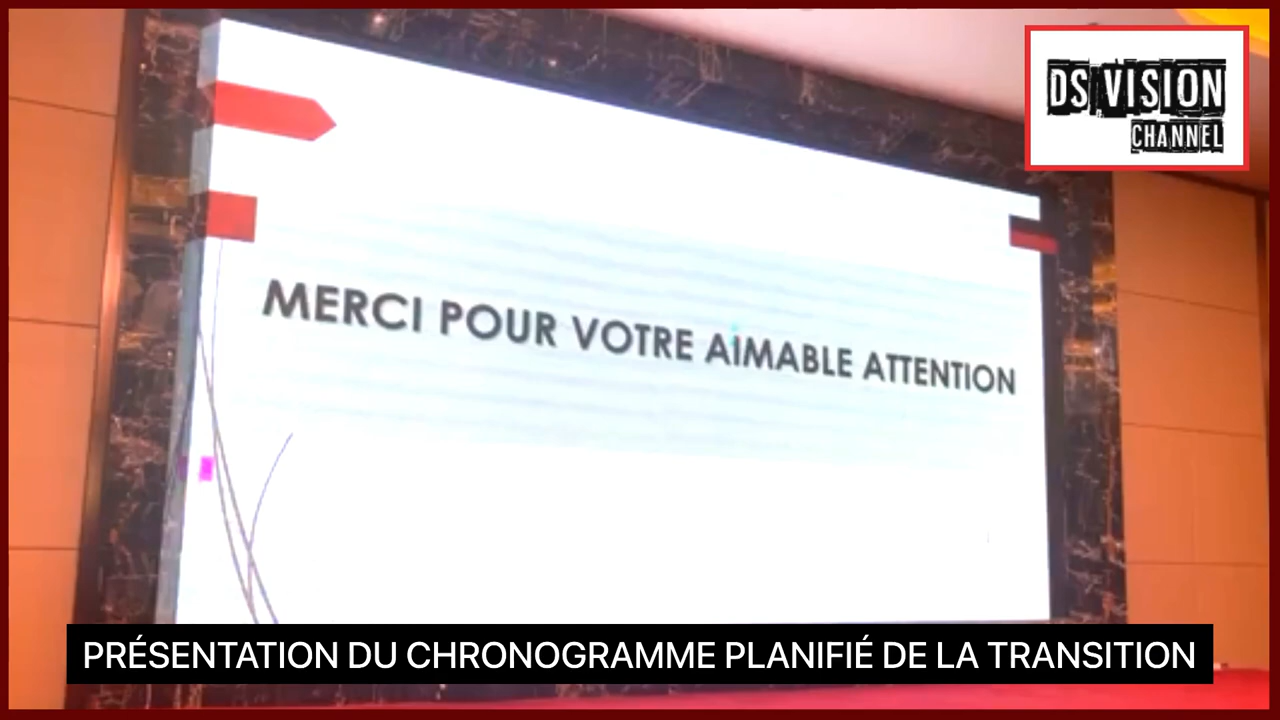 DS VISION
CHANNEL
MERCI POUR VOTRE AIMABLE ATTENTION
PRÉSENTATION DU CHRONOGRAMME PLANIFIÉ DE LA TRANSITION